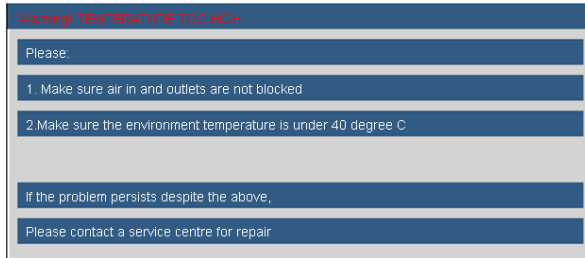 Warning! TEMPERATURE TOO HIGH
Please:
1. Make sure air in and outlets are not blocked
2.Make sure the environment temperature is under 40 degree C
If the problem persists despite the above,
Please contact a service centre for repair